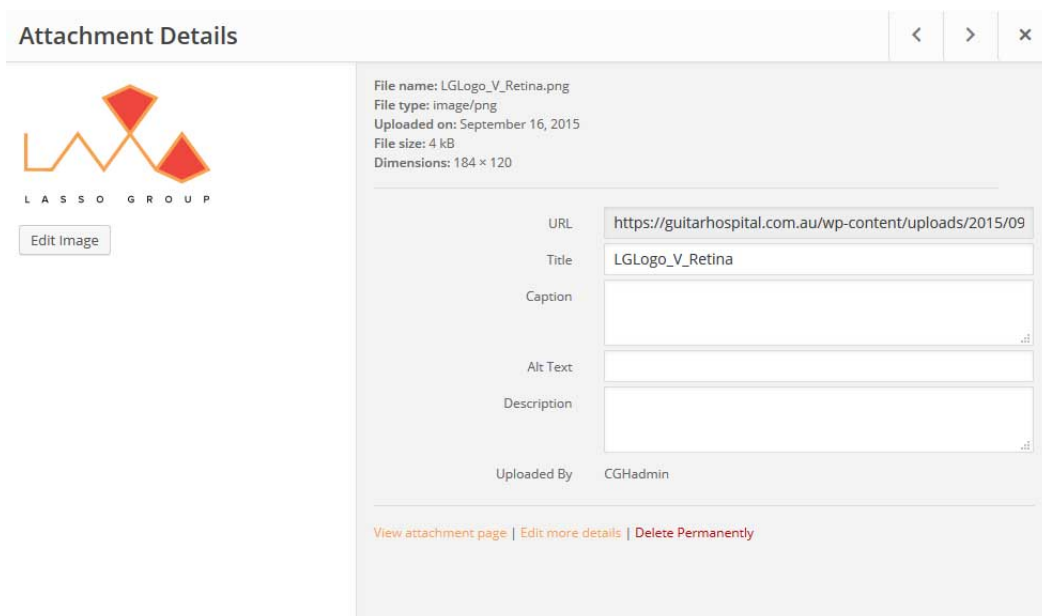 Attachment Details
LASSO GROUP
Edit Image
File name: LGLogo_V_Retina.png
File type: image/png
Uploaded on: September 16, 2015
File size: 4 kB
Dimensions: 184 × 120
URL https://guitarhospital.com.au/wp-content/uploads/2015/09
Title LGLogo_V_Retina
Caption
Alt Text
Description
Uploaded By CGHadmin
View attachment page | Edit more details | Delete Permanently